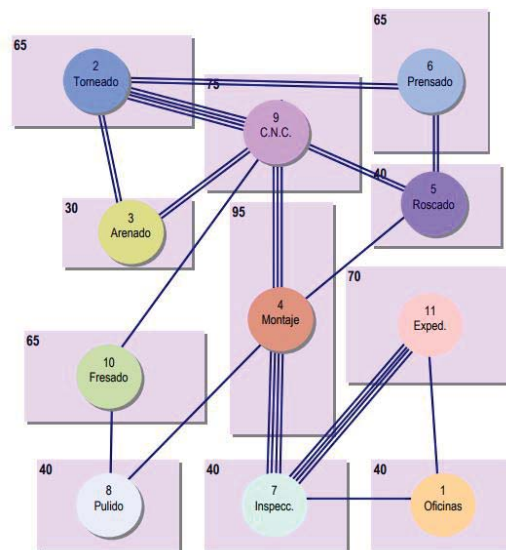 65
2
Torneado
65
6
Prensado
75
9
C.N.C.
30
3
Arenado
40
5
Roscado
95
4
Montaje
70
11
Exped.
65
10
Fresado
40
8
Pulido
40
7
Inspecc.
40
1
Oficinas